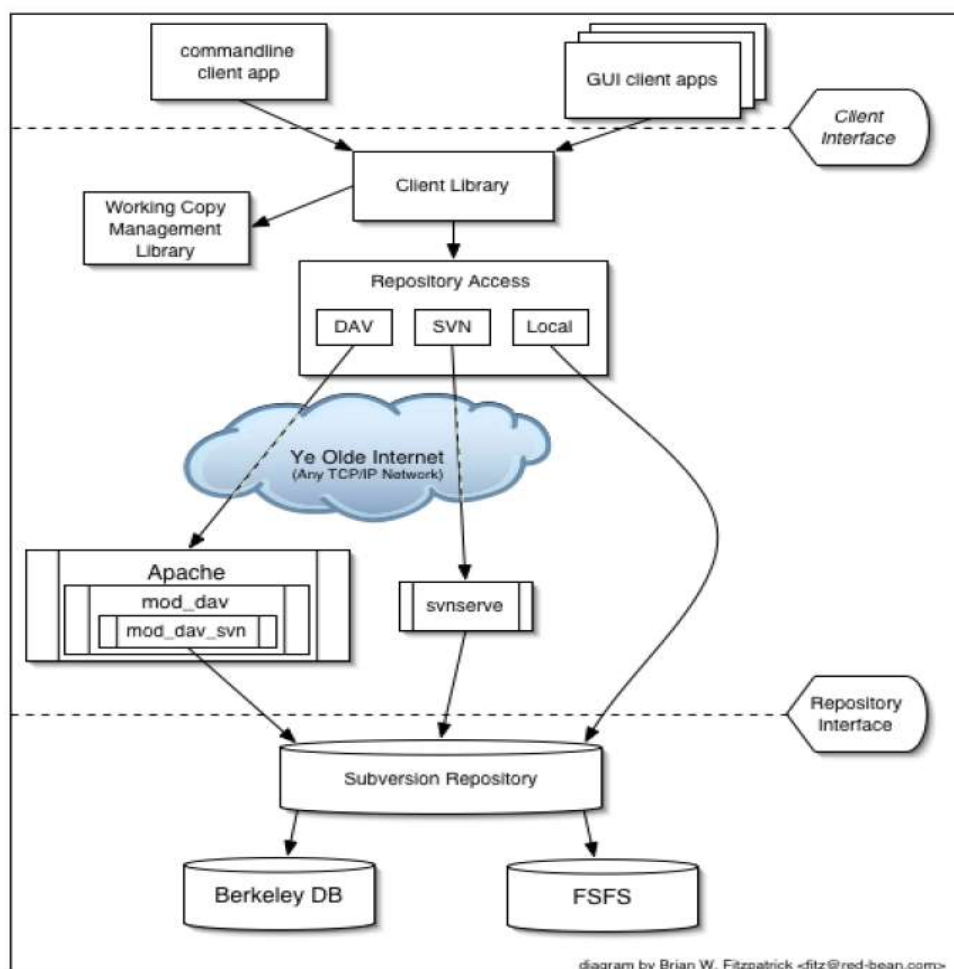 commandline
client app
GUI client apps
Client
Interface
Client Library
Working Copy
Management
Library
Repository Access
DAV
SVN
Local
Ye Olde Internet
(Any TCP/IP Network)
Apache
mod_dav
mod_dav_svn
svnserve
Repository
Interface
Subversion Repository
Berkeley DB
FSFS
diagram by Brian W. Fitzpatrick <fitz@red-bean.com>